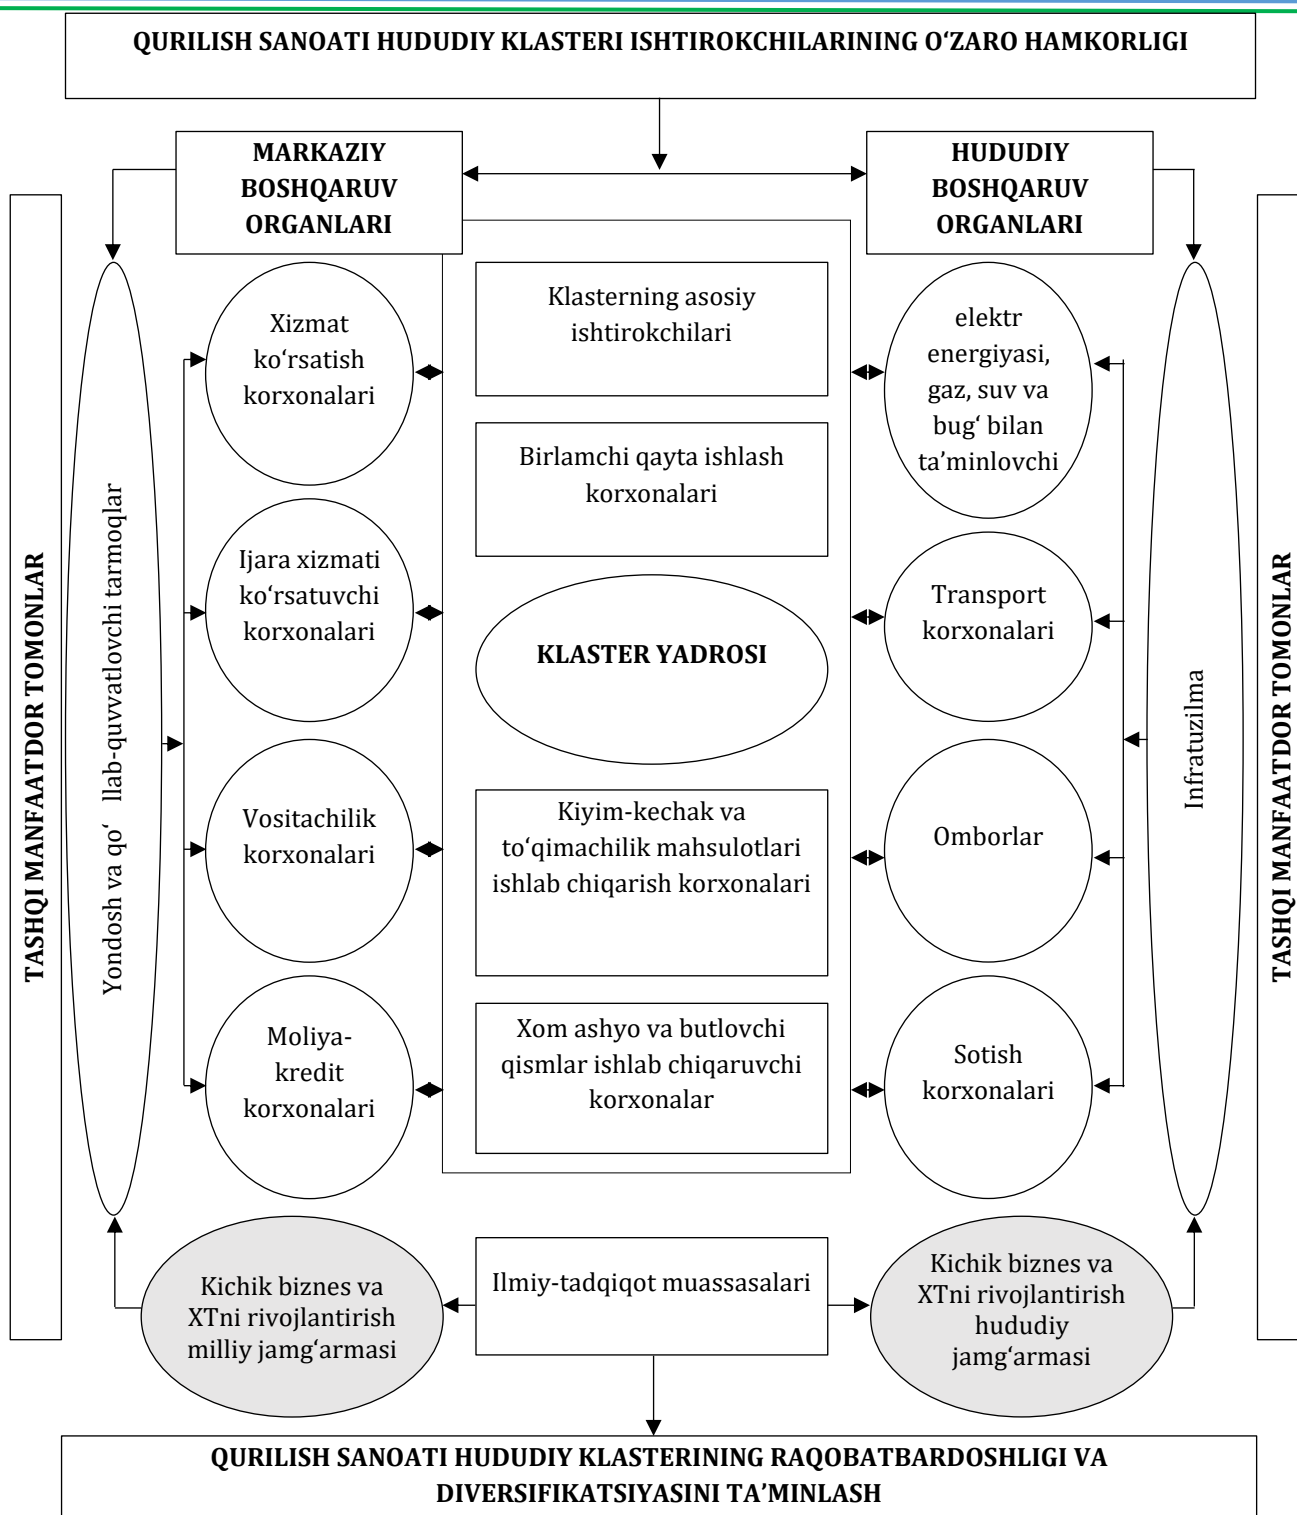 QURILISH SANOATI HUDUDIY KLASTERI ISHTIROKCHILARINING O‘ZARO HAMKORLIGI
MARKAZIY
BOSHQARUV
ORGANLARI
HUDUDIY
BOSHQARUV
ORGANLARI
TASHQI MANFAATDOR TOMONLAR
Yondosh va qo‘ llab-quvvatlovchi tarmoqlar
Xizmat
ko‘rsatish
korxonalari
Ijara xizmati
ko‘rsatuvchi
korxonalari
Vositachilik
korxonalari
Moliya-
kredit
korxonalari
Klasterning asosiy
ishtirokchilari
Birlamchi qayta ishlash
korxonalari
KLASTER YADROSI
Kiyim-kechak va
to‘qimachilik mahsulotlari
ishlab chiqarish korxonalari
Xom ashyo va butlovchi
qismlar ishlab chiqaruvchi
korxonalar
elektr
energiyasi,
gaz, suv va
bug‘ bilan
ta’minlovchi
Transport
korxonalari
Omborlar
Sotish
korxonalari
Infratuzilma
TASHQI MANFAATDOR TOMONLAR
Kichik biznes va
XTni rivojlantirish
milliy jamg‘armasi
Ilmiy-tadqiqot muassasalari
Kichik biznes va
XTni rivojlantirish
hududiy
jamg‘armasi
QURILISH SANOATI HUDUDIY KLASTERINING RAQOBATBARDOSHLIGI VA
DIVERSIFIKATSIYASINI TA’MINLASH